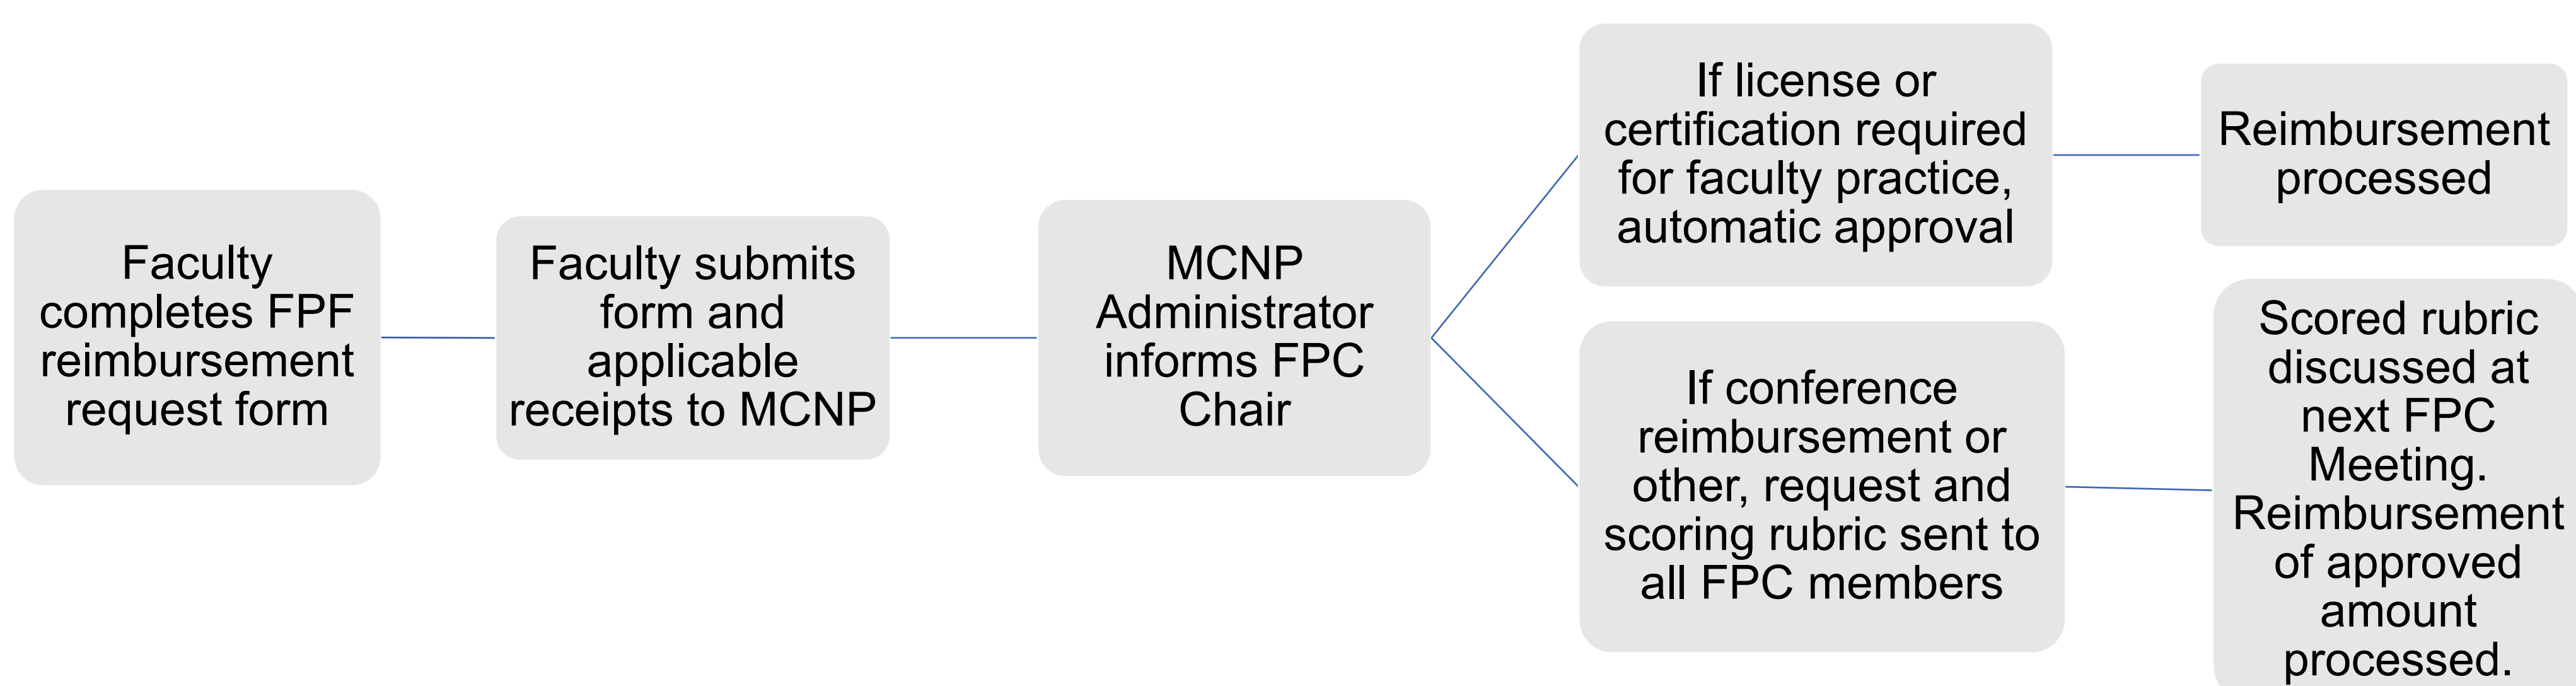 Faculty
completes FPF
reimbursement
request form
Faculty submits
form and
applicable
receipts to MCNP
MCNP
Administrator
informs FPC
Chair
If license or
certification required
for faculty practice,
automatic approval
Reimbursement
processed
If conference
reimbursement or
other, request and
scoring rubric sent to
all FPC members
Scored rubric
discussed at
next FPC
Meeting.
Reimbursement
of approved
amount
processed.